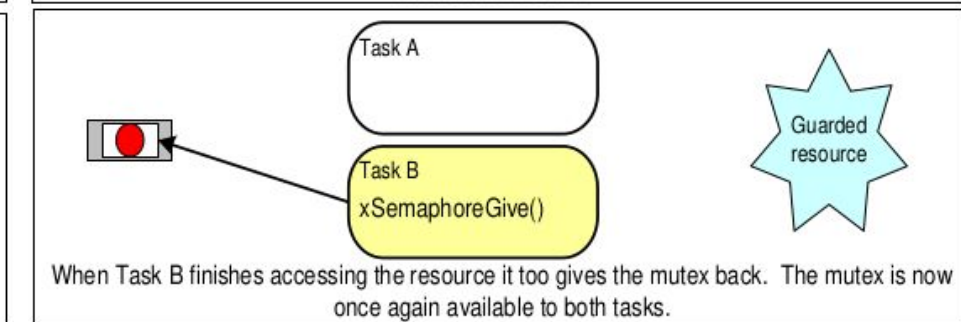 Task A
Guarded
resource
Task B
xSemaphoreGive()
When Task B finishes accessing the resource it too gives the mutex back.  The mutex is now
once again available to both tasks.